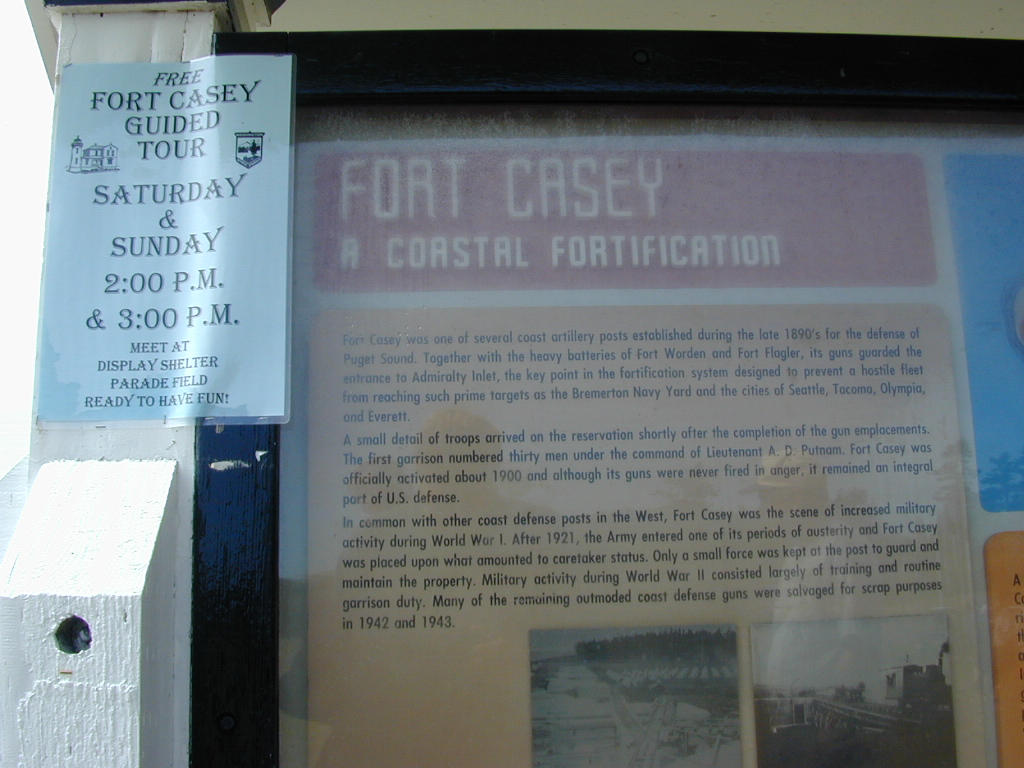 FREE
FORT CASEY
GUIDED
TOUR
SATURDAY
&
SUNDAY
2:00 P.M.
& 3:00 P.M.
MEET AT
DISPLAY SHELTER
PARADE FIELD
READY TO HAVE FUN!
FORT CASEY
A COASTAL FORTIFICATION
Fort Casey was one of several coast artillery posts established during the late 1890's for the defense of
Puget Sound. Together with the heavy batteries of Fort Worden and Fort Flagler, its guns guarded the
entrance to Admiralty Inlet, the key point in the fortification system designed to prevent a hostile fleet
from reaching such prime targets as the Bremerton Navy Yard and the cities of Seattle, Tacoma, Olympia,
and Everett.
A small detail of troops arrived on the reservation shortly after the completion of the gun emplacements.
The first garrison numbered thirty men under the command of Lieutenant A. D. Putnam. Fort Casey was
officially activated about 1900 and although its guns were never fired in anger, it remained an integral
part of U.S. defense.
In common with other coast defense posts in the West, Fort Casey was the scene of increased military
activity during World War I. After 1921, the Army entered one of its periods of austerity and Fort Casey
was placed upon what amounted to caretaker status. Only a small force was kept at the post to guard and
maintain the property. Military activity during World War II consisted largely of training and routine
garrison duty. Many of the remaining outmoded coast defense guns were salvaged for scrap purposes
in 1942 and 1943.